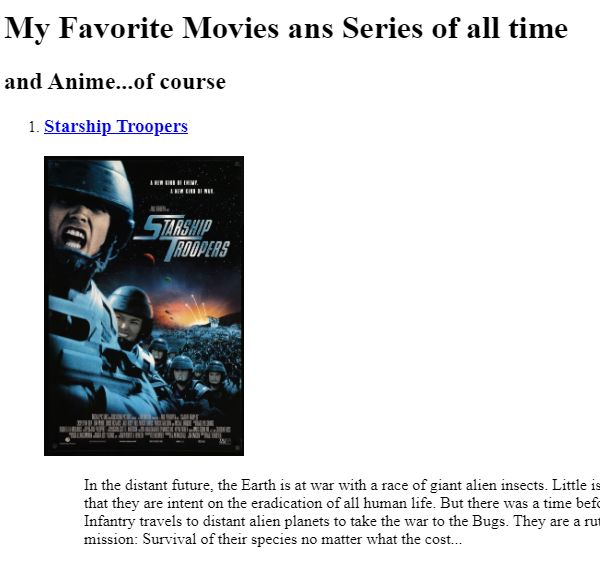 My Favorite Movies ans Series of all time
and Anime...of course
1. Starship Troopers
A NEW KIND OF ENEMY.
A NEW KIND OF WAR.
STARSHIP
TROOPERS
In the distant future, the Earth is at war with a race of giant alien insects. Little is
that they are intent on the eradication of all human life. But there was a time befo
Infantry travels to distant alien planets to take the war to the Bugs. They are a rut
mission: Survival of their species no matter what the cost...